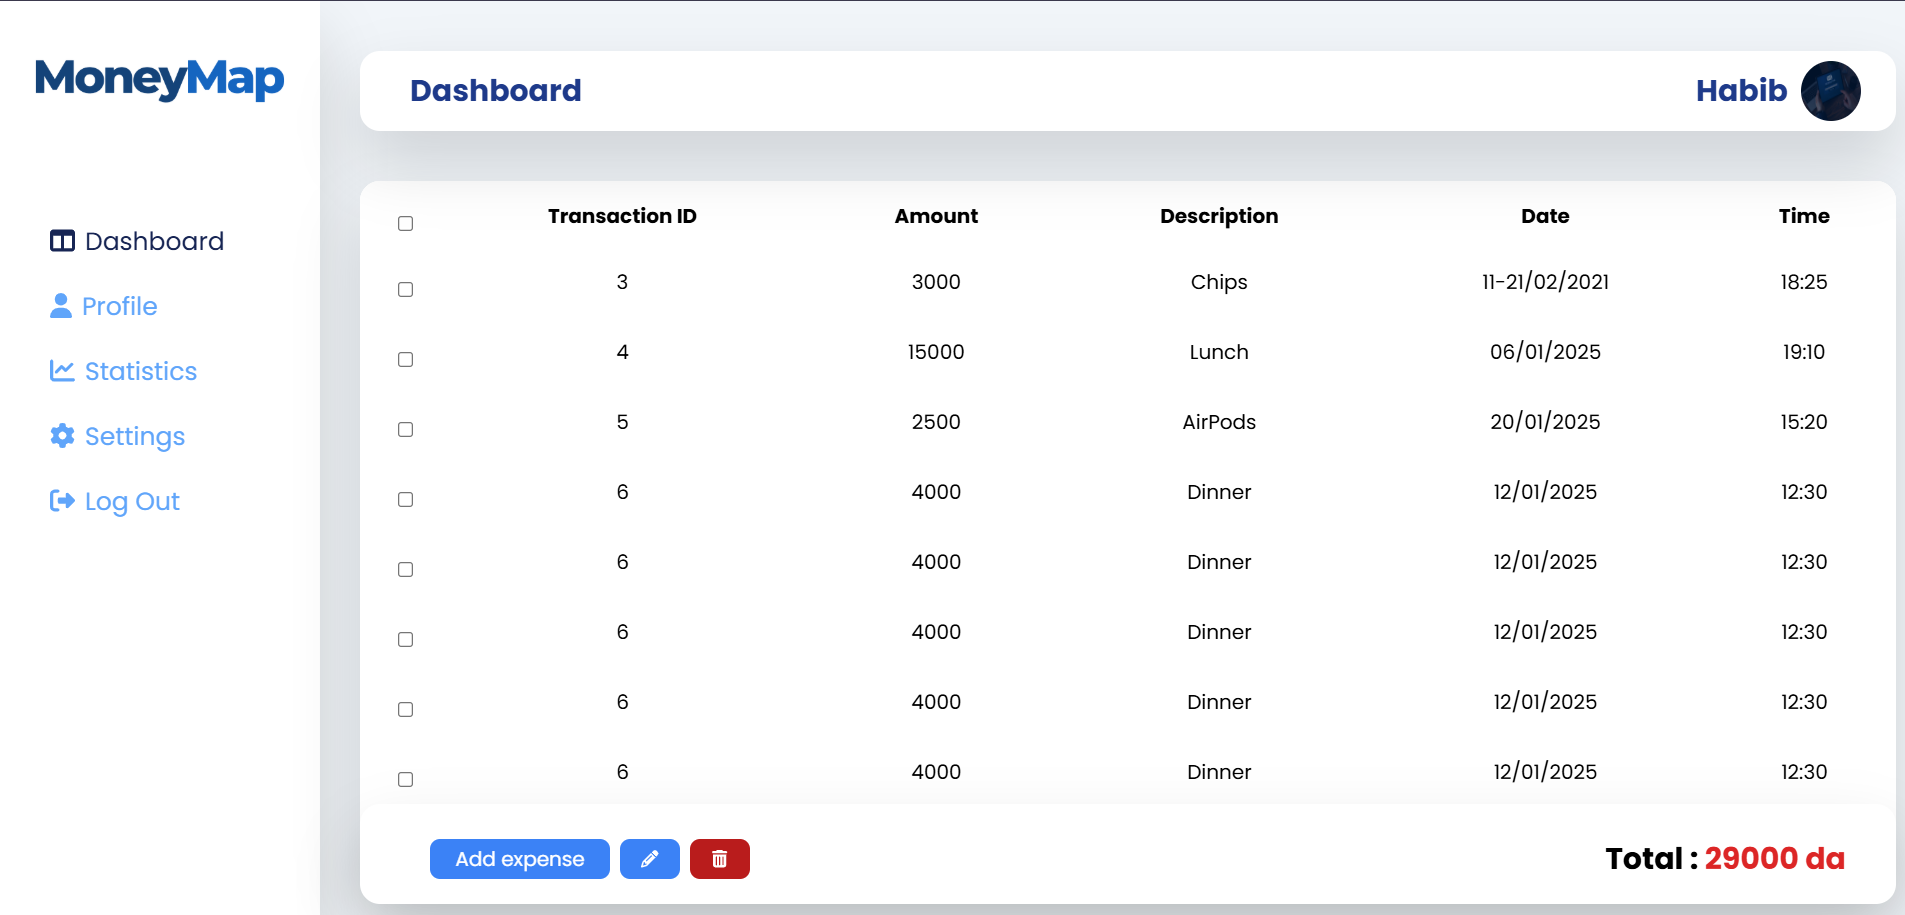 MoneyMap
Dashboard
Profile
Statistics
Settings
Log Out
Dashboard
Habib
Transaction ID Amount Description Date Time
3 3000 Chips 11-21/02/2021 18:25
4 15000 Lunch 06/01/2025 19:10
5 2500 AirPods 20/01/2025 15:20
6 4000 Dinner 12/01/2025 12:30
6 4000 Dinner 12/01/2025 12:30
6 4000 Dinner 12/01/2025 12:30
6 4000 Dinner 12/01/2025 12:30
6 4000 Dinner 12/01/2025 12:30
Add expense
Total : 29000 da